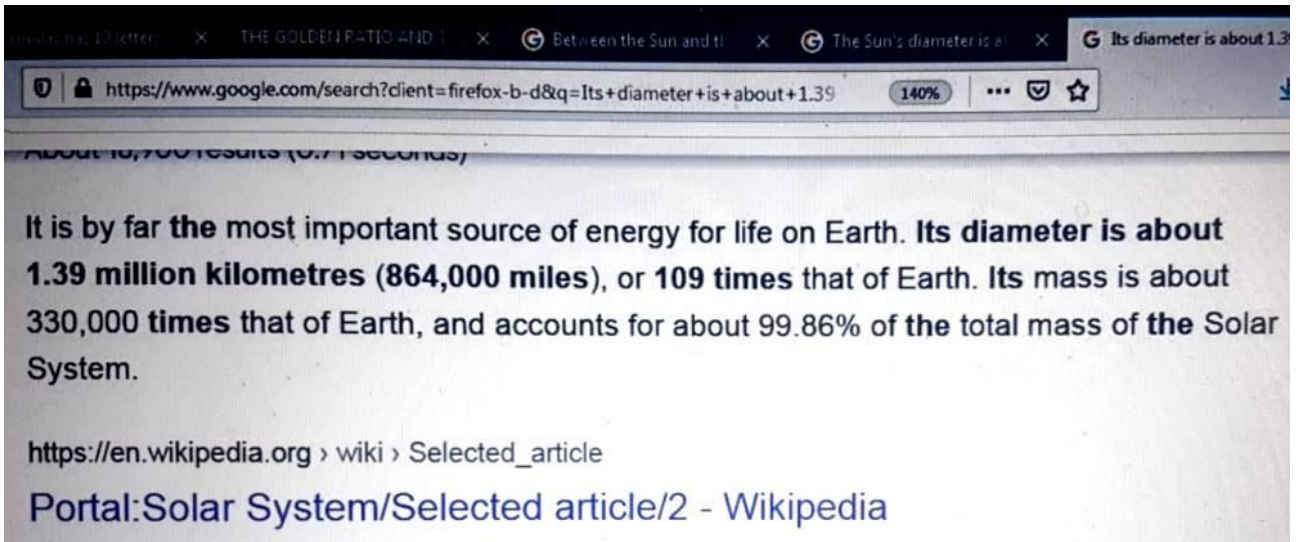 THE GOLDEN RATIO AND
Between the Sun and tl
The Sun's diameter is a
Its diameter is about 1.3
https://www.google.com/search?client=firefox-b-d&q=Its+diameter+is+about+1.39
140%
It is by far the most important source of energy for life on Earth. Its diameter is about
1.39 million kilometres (864,000 miles), or 109 times that of Earth. Its mass is about
330,000 times that of Earth, and accounts for about 99.86% of the total mass of the Solar
System.
https://en.wikipedia.org › wiki › Selected_article
Portal:Solar System/Selected article/2 - Wikipedia